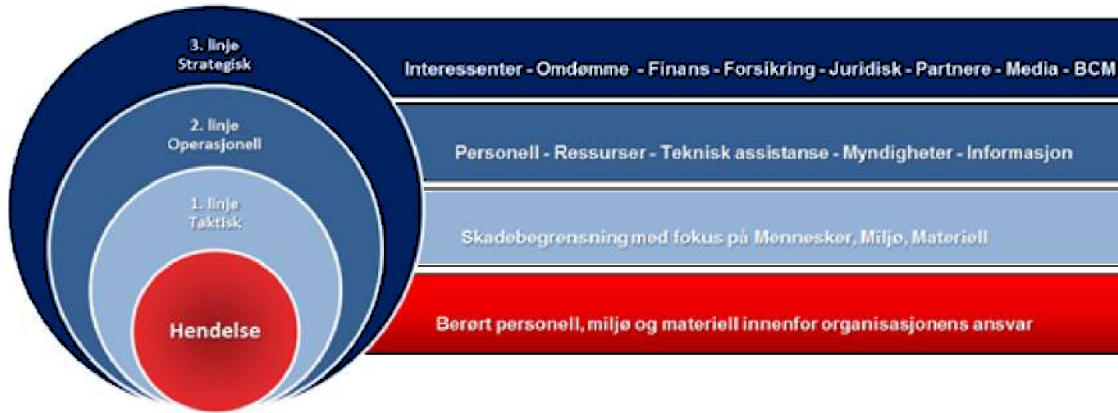 3. linje
Strategisk
Interessenter - Omdømme - Finans - Forsikring - Juridisk - Partnere - Media - BCM
2. linje
Operasjonell
Personell - Ressurser - Teknisk assistanse - Myndigheter - Informasjon
1. linje
Taktisk
Skadebegrensning med fokus på Mennesker, Miljø, Materiell
Hendelse
Berørt personell, miljø og materiell innenfor organisasjonens ansvar